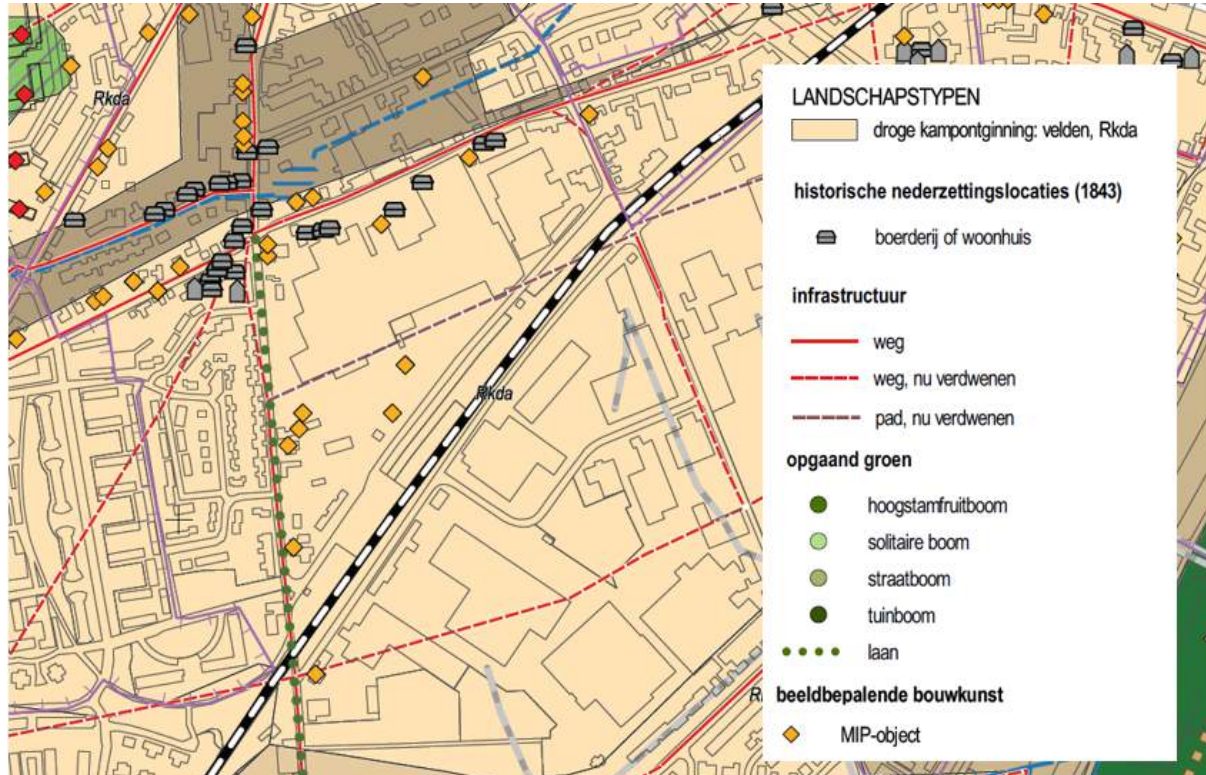 Rkda
Rkda
R
LANDSCHAPSTYPEN
droge kampontginning: velden, Rkda
historische nederzettingslocaties (1843)
boerderij of woonhuis
infrastructuur
weg
weg, nu verdwenen
pad, nu verdwenen
opgaand groen
hoogstamfruitboom
solitaire boom
straatboom
tuinboom
laan
beeldbepalende bouwkunst
MIP-object